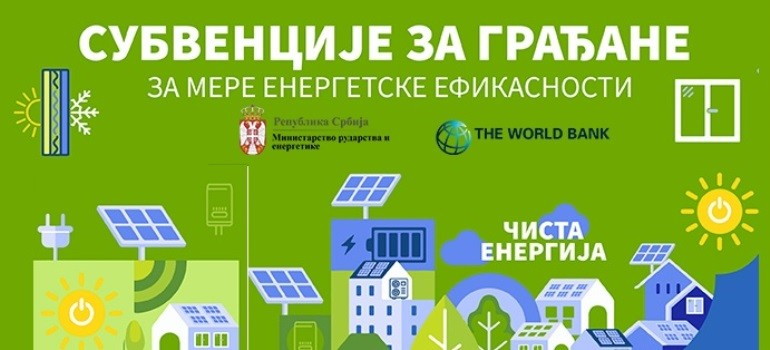 СУБВЕНЦИЈЕ ЗА ГРАЂАНЕ
ЗА МЕРЕ ЕНЕРГЕТСКЕ ЕФИКАСНОСТИ
Република Србија
Министарство рударства и
енергетике
THE WORLD BANK
ЧИСТА
ЕНЕРГИЈА